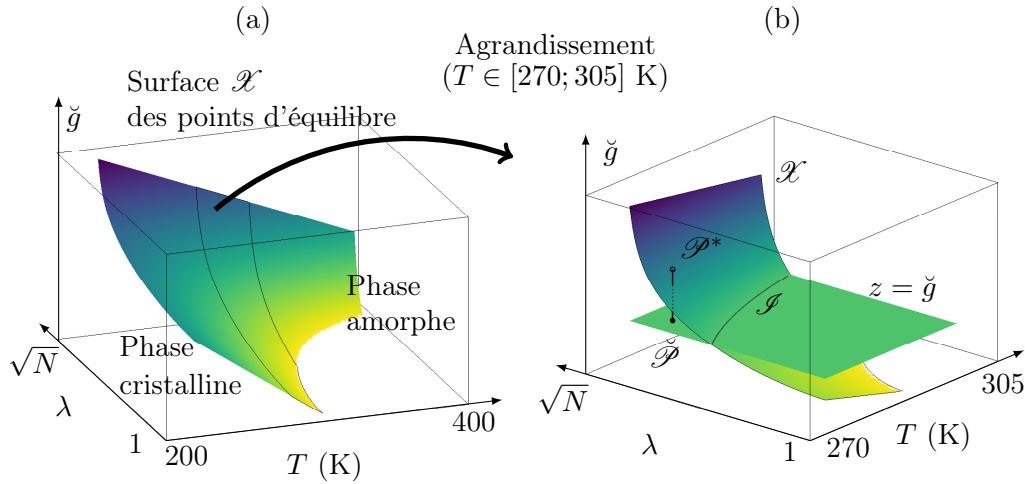 (a)
Surface 𝒳
des points d'équilibre
ğ
Phase
amorphe
Phase
cristalline
√N
λ
1
200
T (K)
400
Agrandissement
(T ∈ [270; 305] K)
(b)
ğ
𝒳
𝒫*
z = ğ
ℐ
𝒫̆
√N
λ
1
270
T (K)
305